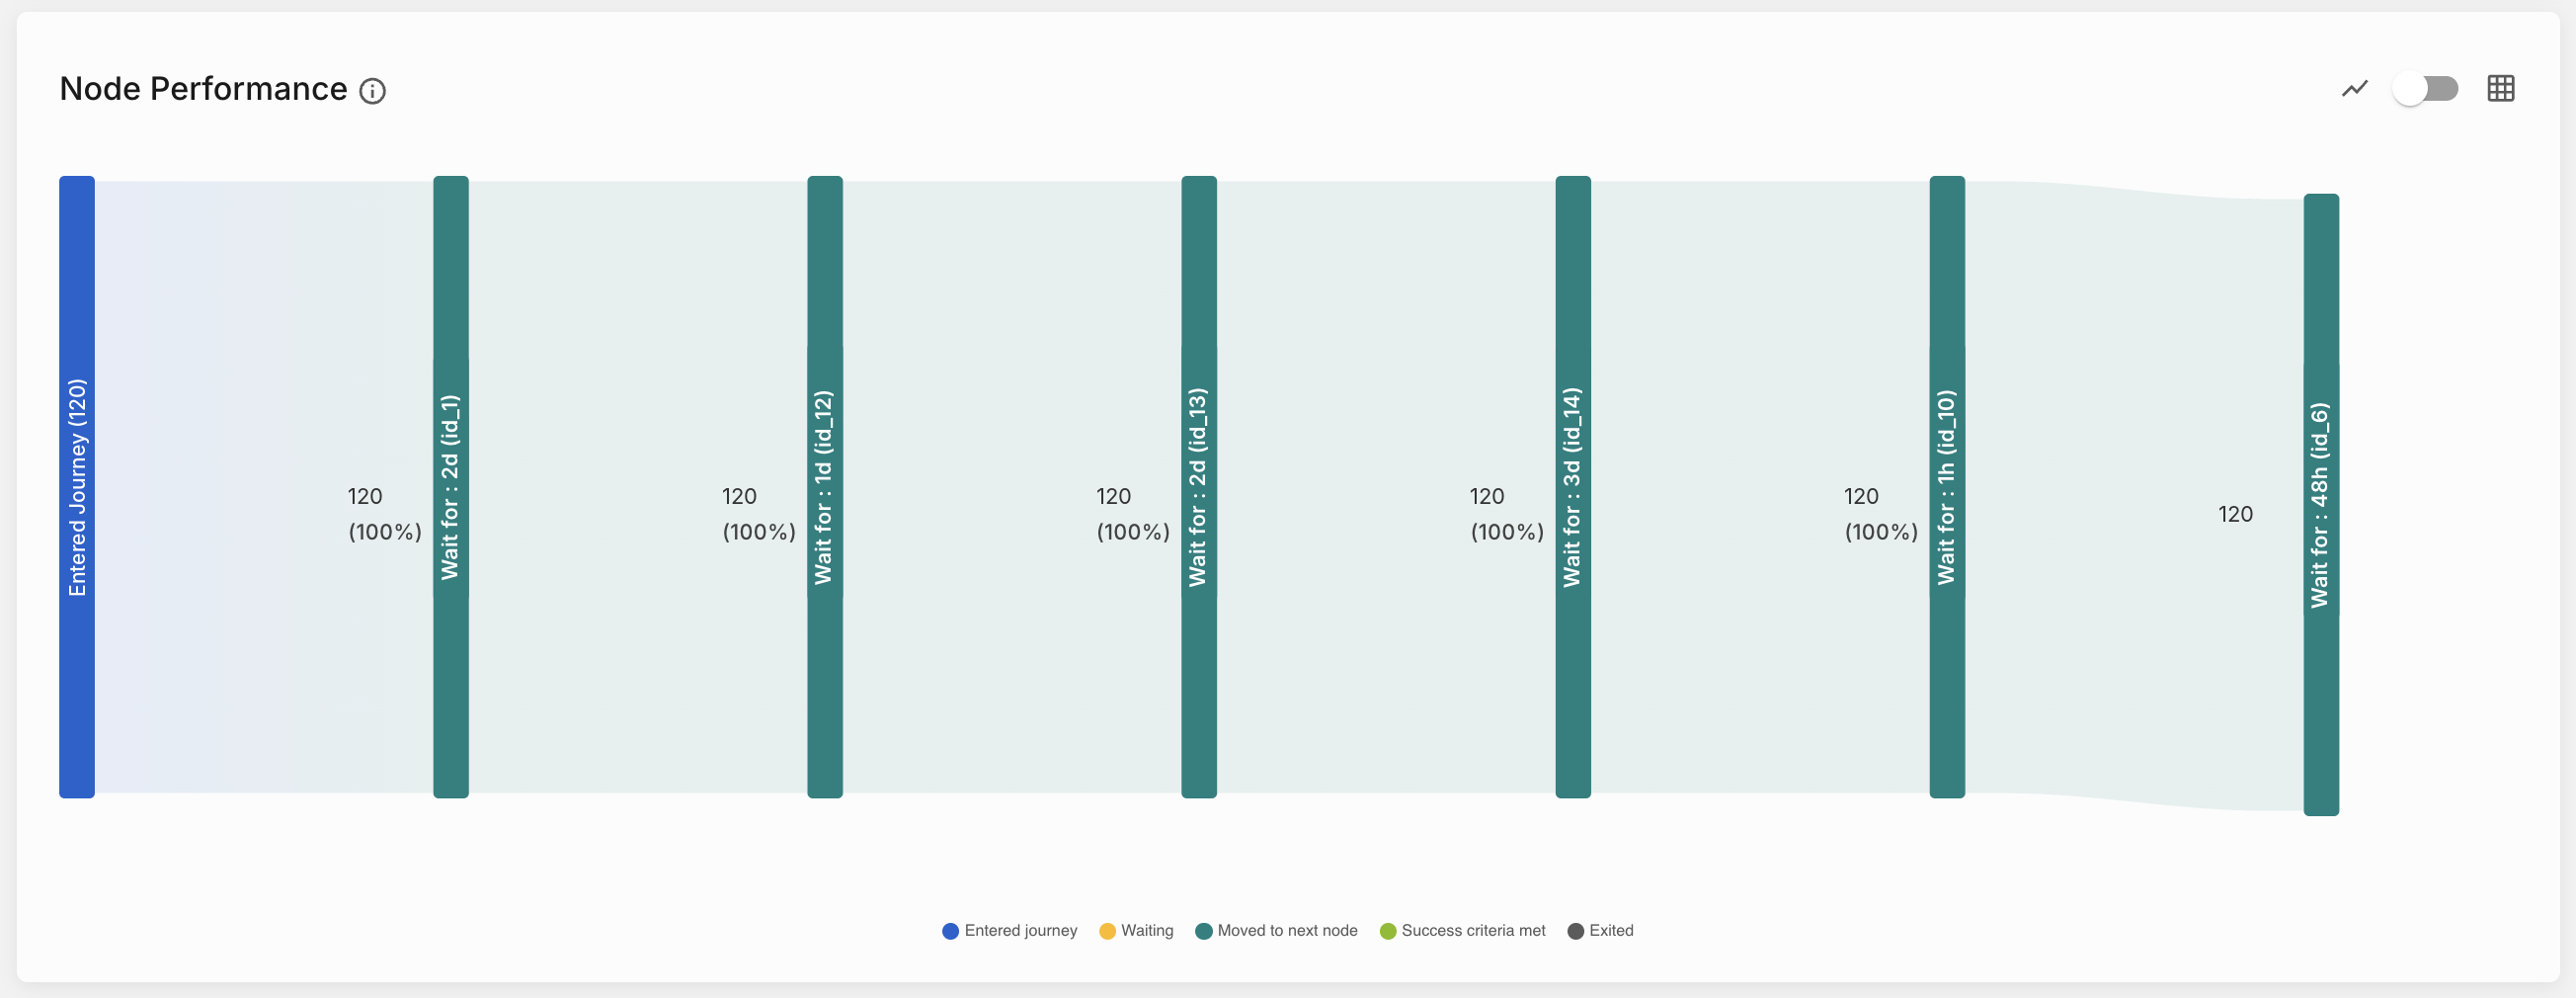 Node Performance
Entered Journey (120)
120
(100%)
Wait for : 2d (id_1)
120
(100%)
Wait for : 1d (id_12)
120
(100%)
Wait for : 2d (id_13)
120
(100%)
Wait for : 3d (id_14)
120
(100%)
Wait for : 1h (id_10)
120
Wait for : 48h (id_6)
Entered journey
Waiting
Moved to next node
Success criteria met
Exited